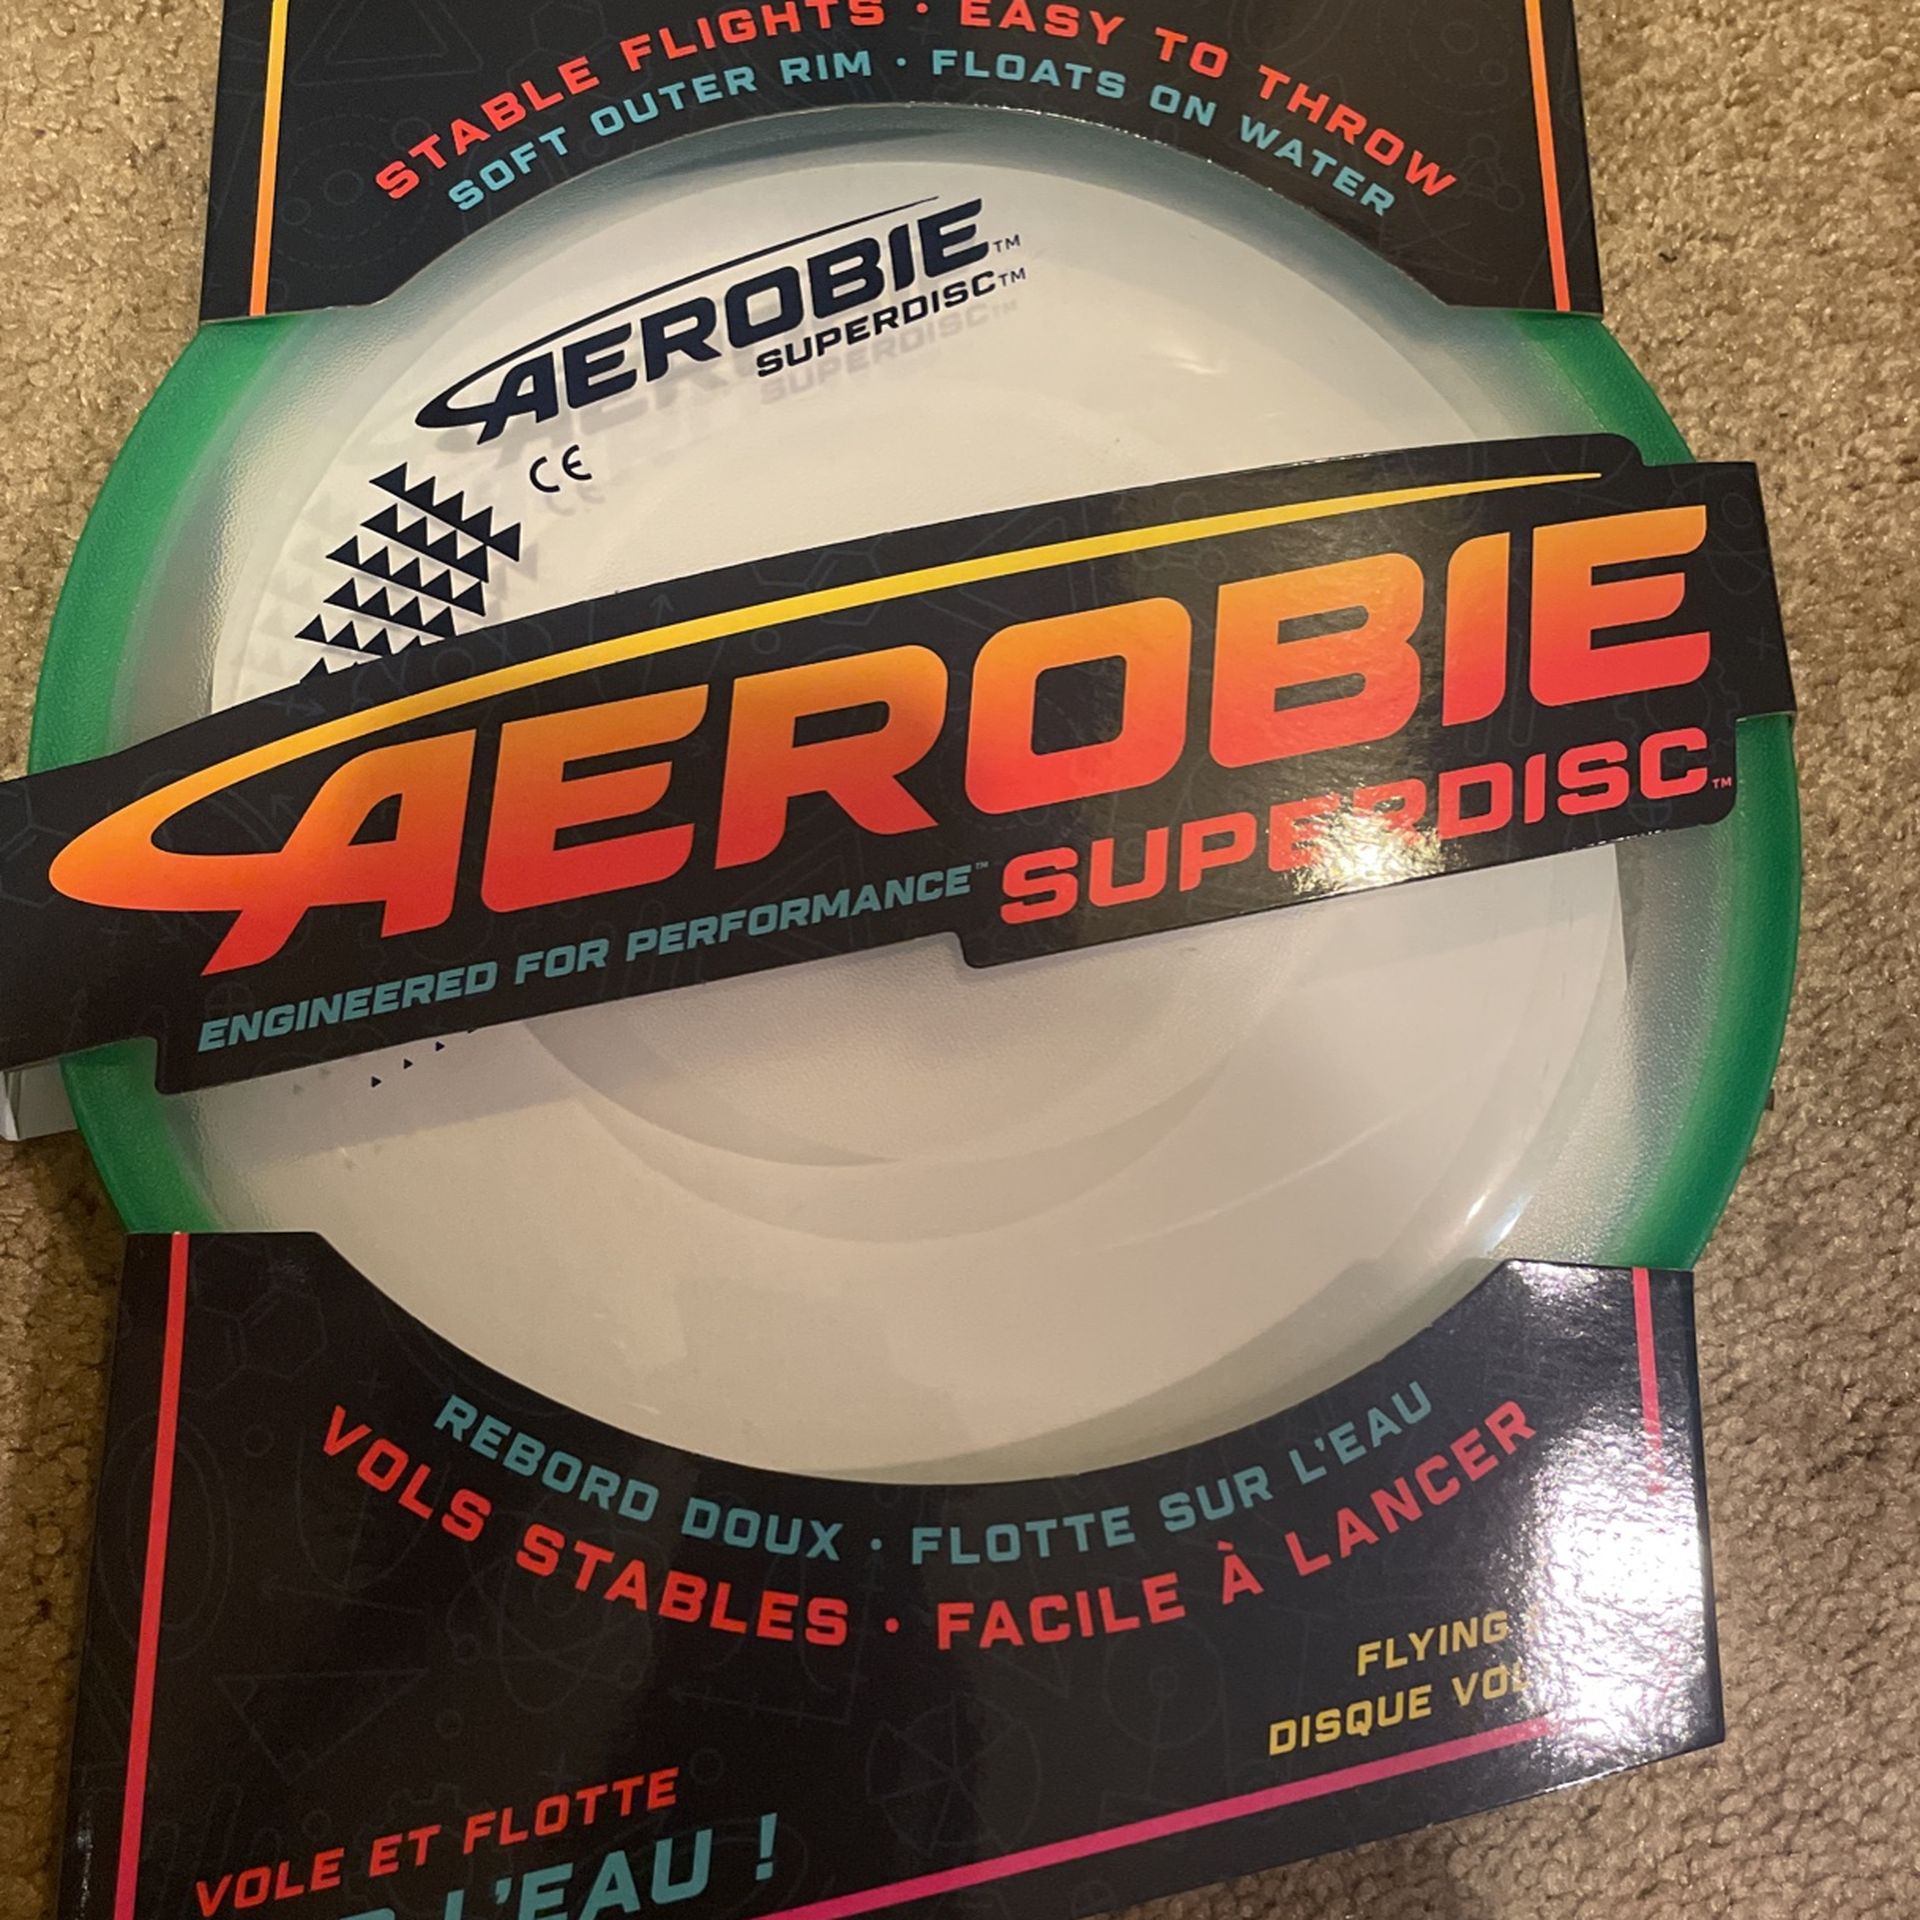 STABLE FLIGHTS · EASY TO THROW
SOFT OUTER RIM · FLOATS ON WATER
AEROBIE™
SUPERDISC™
CE
AEROBIE
SUPERDISC™
ENGINEERED FOR PERFORMANCE™
REBORD DOUX · FLOTTE SUR L'EAU
VOLS STABLES · FACILE À LANCER
FLYING
DISQUE
VOLE ET FLOTTE
L'EAU !